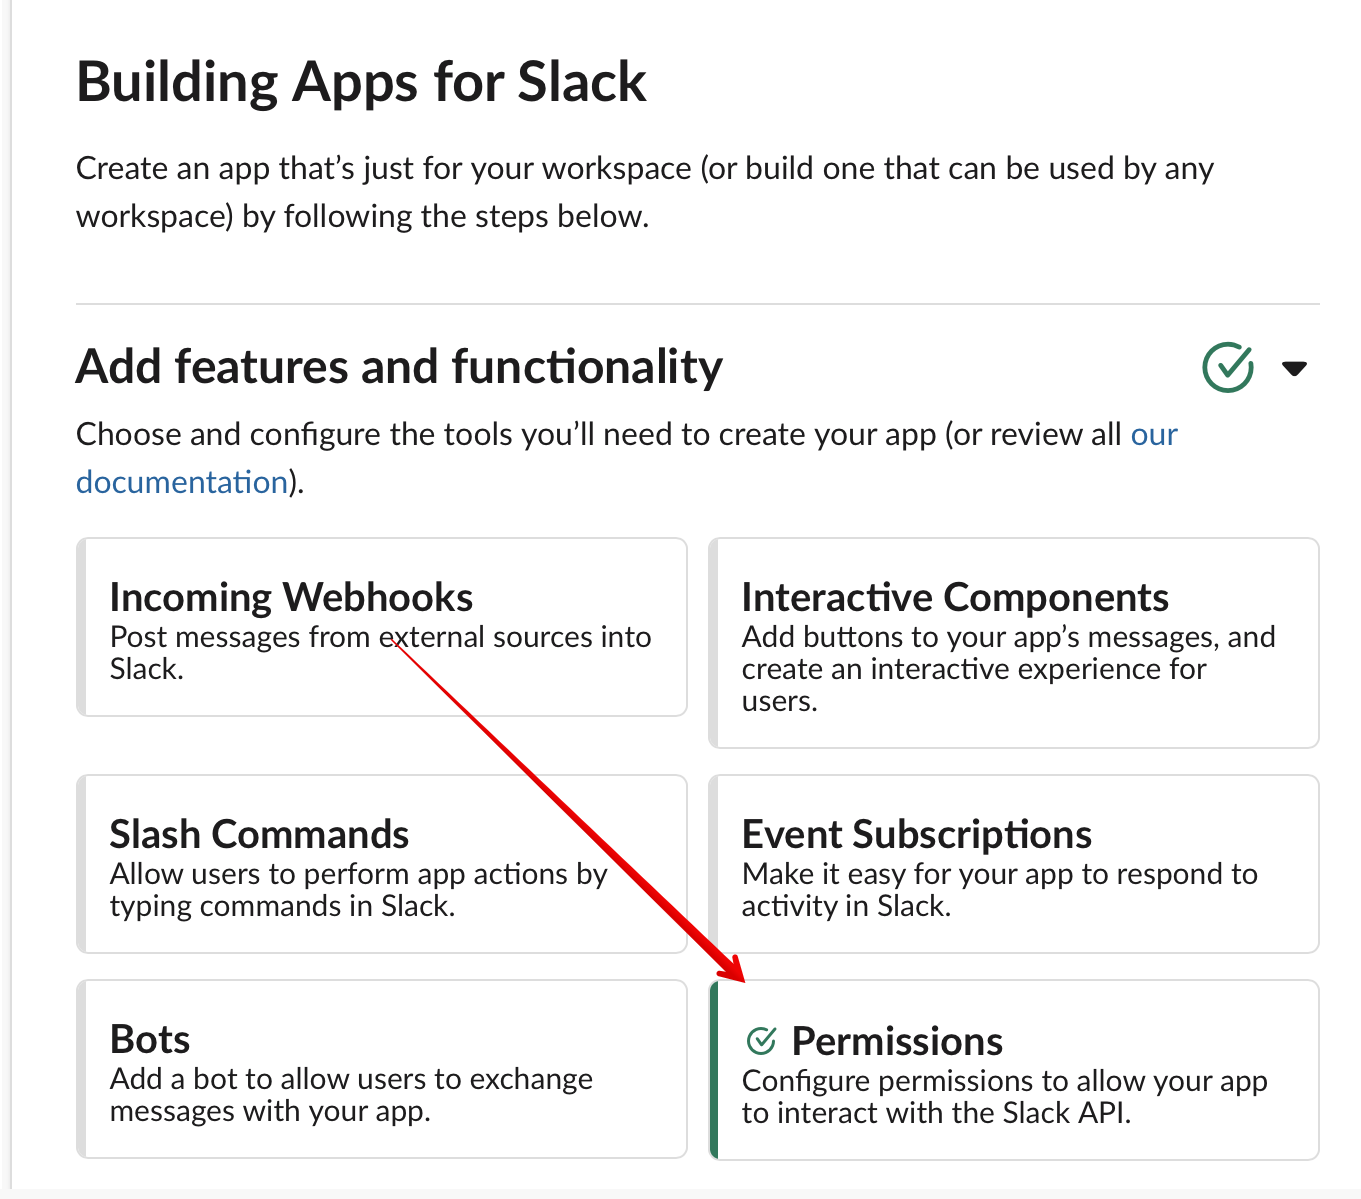 Building Apps for Slack
Create an app that’s just for your workspace (or build one that can be used by any
workspace) by following the steps below.
Add features and functionality
Choose and configure the tools you’ll need to create your app (or review all our
documentation).
Incoming Webhooks
Post messages from external sources into
Slack.
Interactive Components
Add buttons to your app’s messages, and
create an interactive experience for
users.
Slash Commands
Allow users to perform app actions by
typing commands in Slack.
Event Subscriptions
Make it easy for your app to respond to
activity in Slack.
Bots
Add a bot to allow users to exchange
messages with your app.
Permissions
Configure permissions to allow your app
to interact with the Slack API.